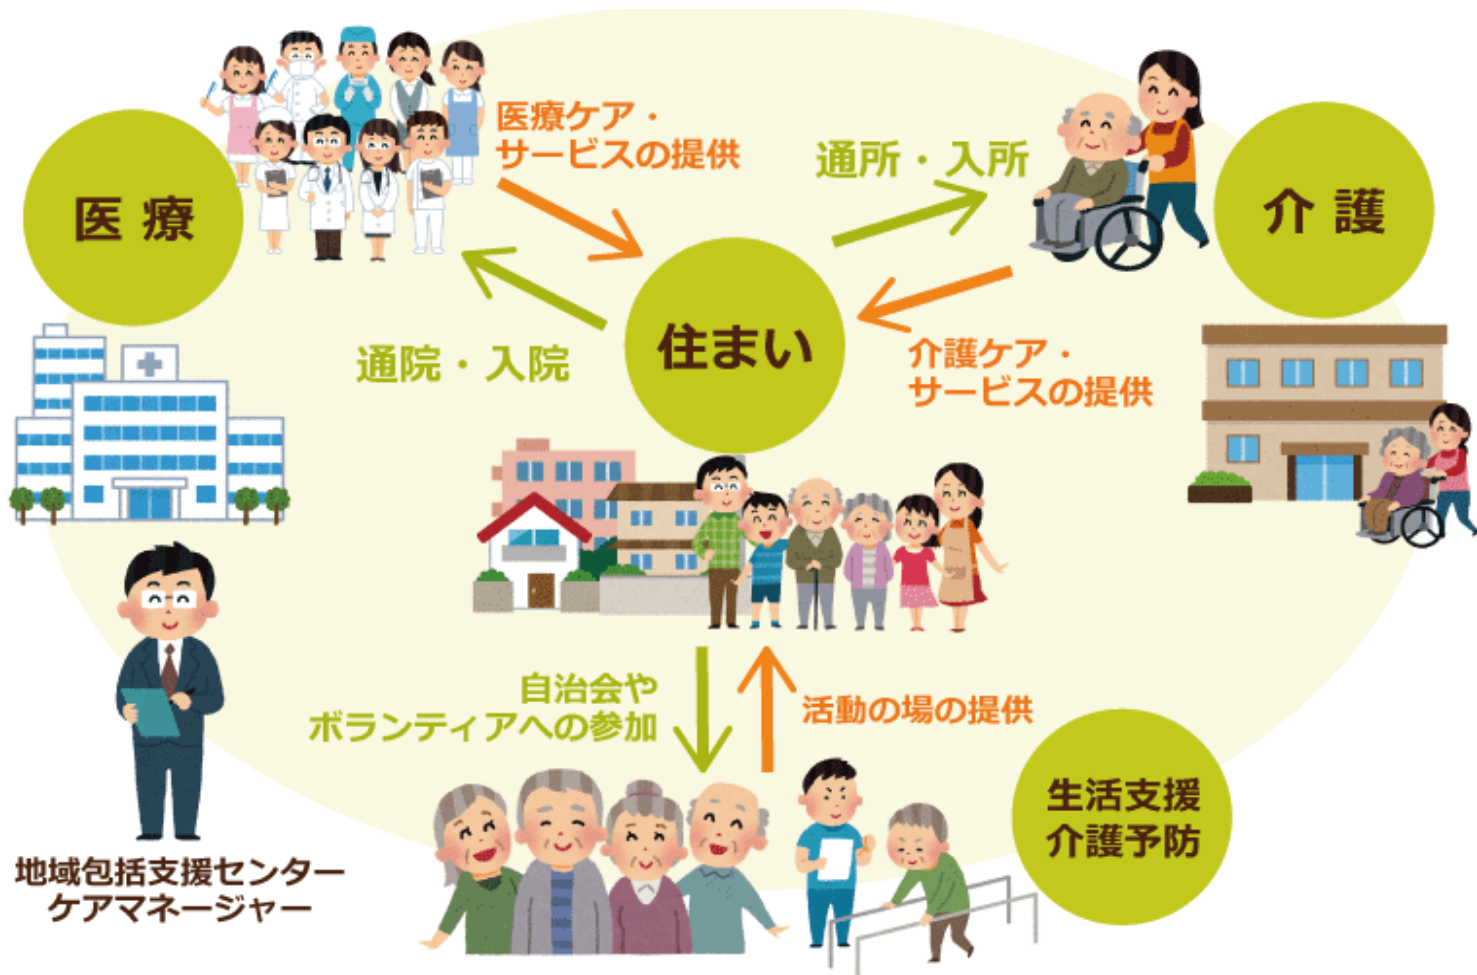 医療ケア・
サービスの提供
通所・入所
医療
介護
住まい
通院・入院
介護ケア・
サービスの提供
自治会や
ボランティアへの参加
活動の場の提供
生活支援
介護予防
地域包括支援センター
ケアマネージャー